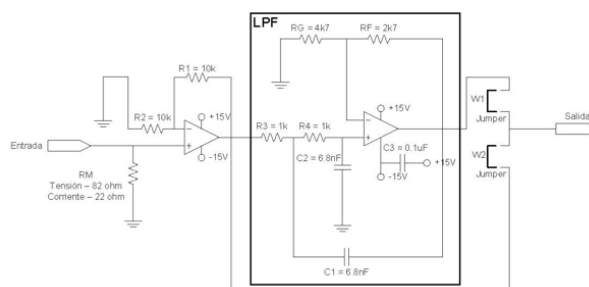 LPF
RG = 4k7
RF = 2k7
R1 = 10k
R2 = 10k
+15V
-15V
R3 = 1k
R4 = 1k
+15V
C3 = 0.1uF
+15V
-15V
C2 = 6.8nF
C1 = 6.8nF
W1
Jumper
W2
Jumper
Salida
Entrada
RM
Tensión – 82 ohm
Corriente – 22 ohm